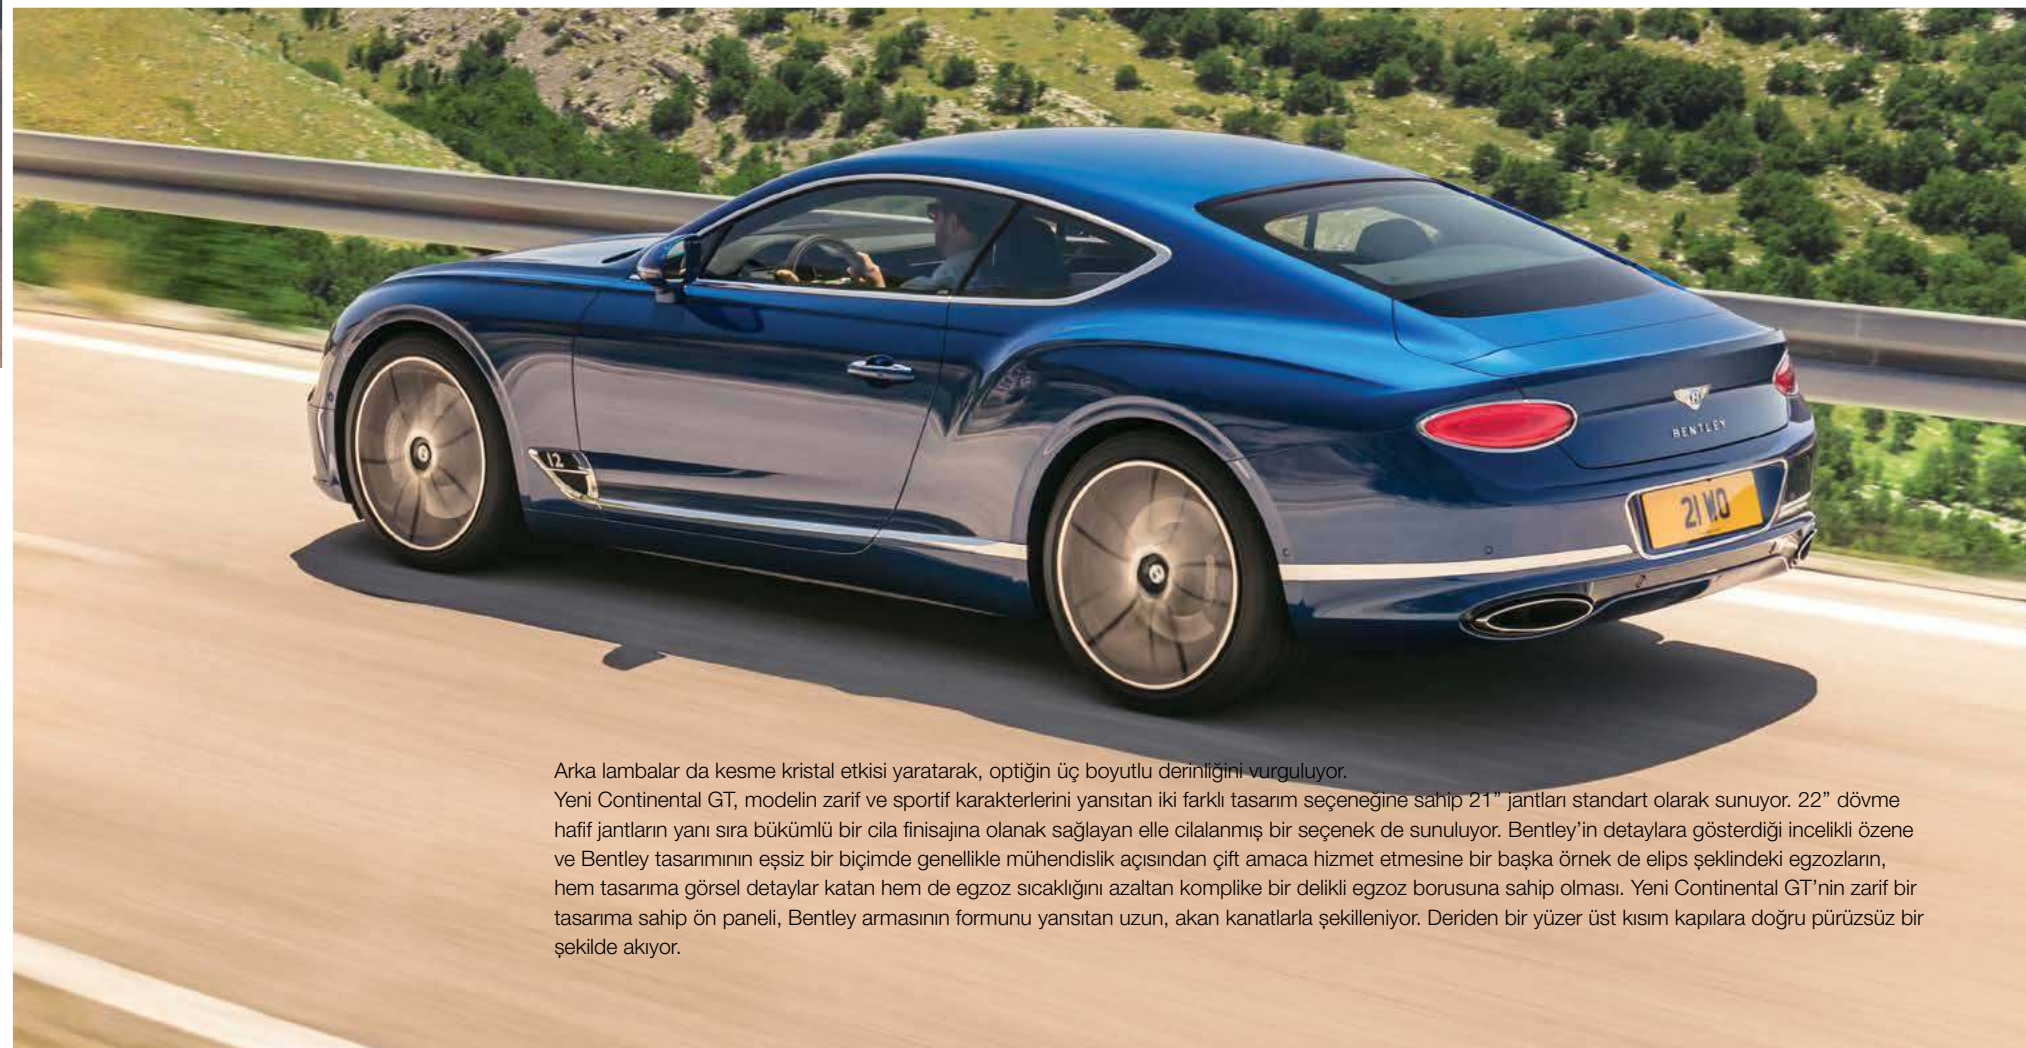 12
BENTLEY
21 MO
Arka lambalar da kesme kristal etkisi yaratarak, optiğin üç boyutlu derinliğini vurguluyor.
Yeni Continental GT, modelin zarif ve sportif karakterlerini yansıtan iki farklı tasarım seçeneğine sahip 21” jantları standart olarak sunuyor. 22” dövme
hafif jantların yanı sıra bükümlü bir cila finisajına olanak sağlayan elle cilalanmış bir seçenek de sunuluyor. Bentley’in detaylara gösterdiği incelikli özene
ve Bentley tasarımının eşsiz bir biçimde genellikle mühendislik açısından çift amaca hizmet etmesine bir başka örnek de elips şeklindeki egzozların,
hem tasarıma görsel detaylar katan hem de egzoz sıcaklığını azaltan komplike bir delikli egzoz borusuna sahip olması. Yeni Continental GT’nin zarif bir
tasarıma sahip ön paneli, Bentley armasının formunu yansıtan uzun, akan kanatlarla şekilleniyor. Deriden bir yüzer üst kısım kapılara doğru pürüzsüz bir
şekilde akıyor.